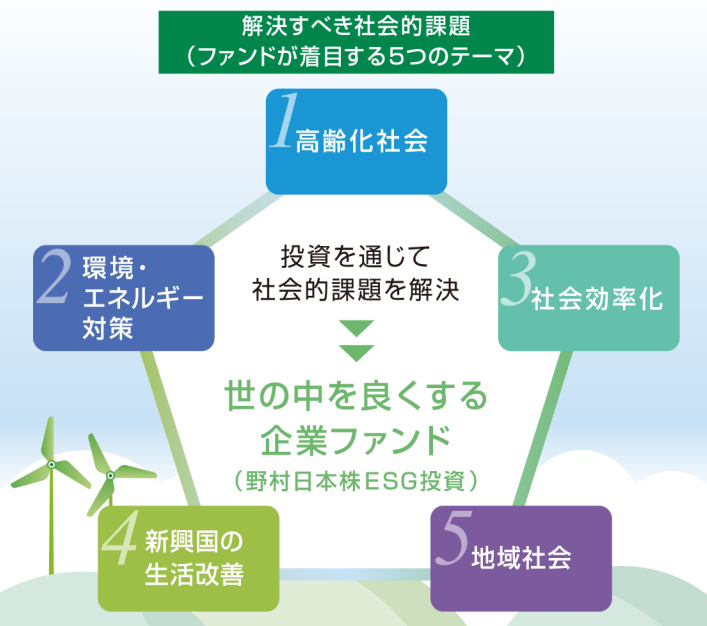 解決すべき社会的課題
（ファンドが着目する5つのテーマ）
1
高齢化社会
2
環境・
エネルギー
対策
3
社会効率化
投資を通じて
社会的課題を解決
世の中を良くする
企業ファンド
（野村日本株ESG投資）
4
新興国の
生活改善
5
地域社会